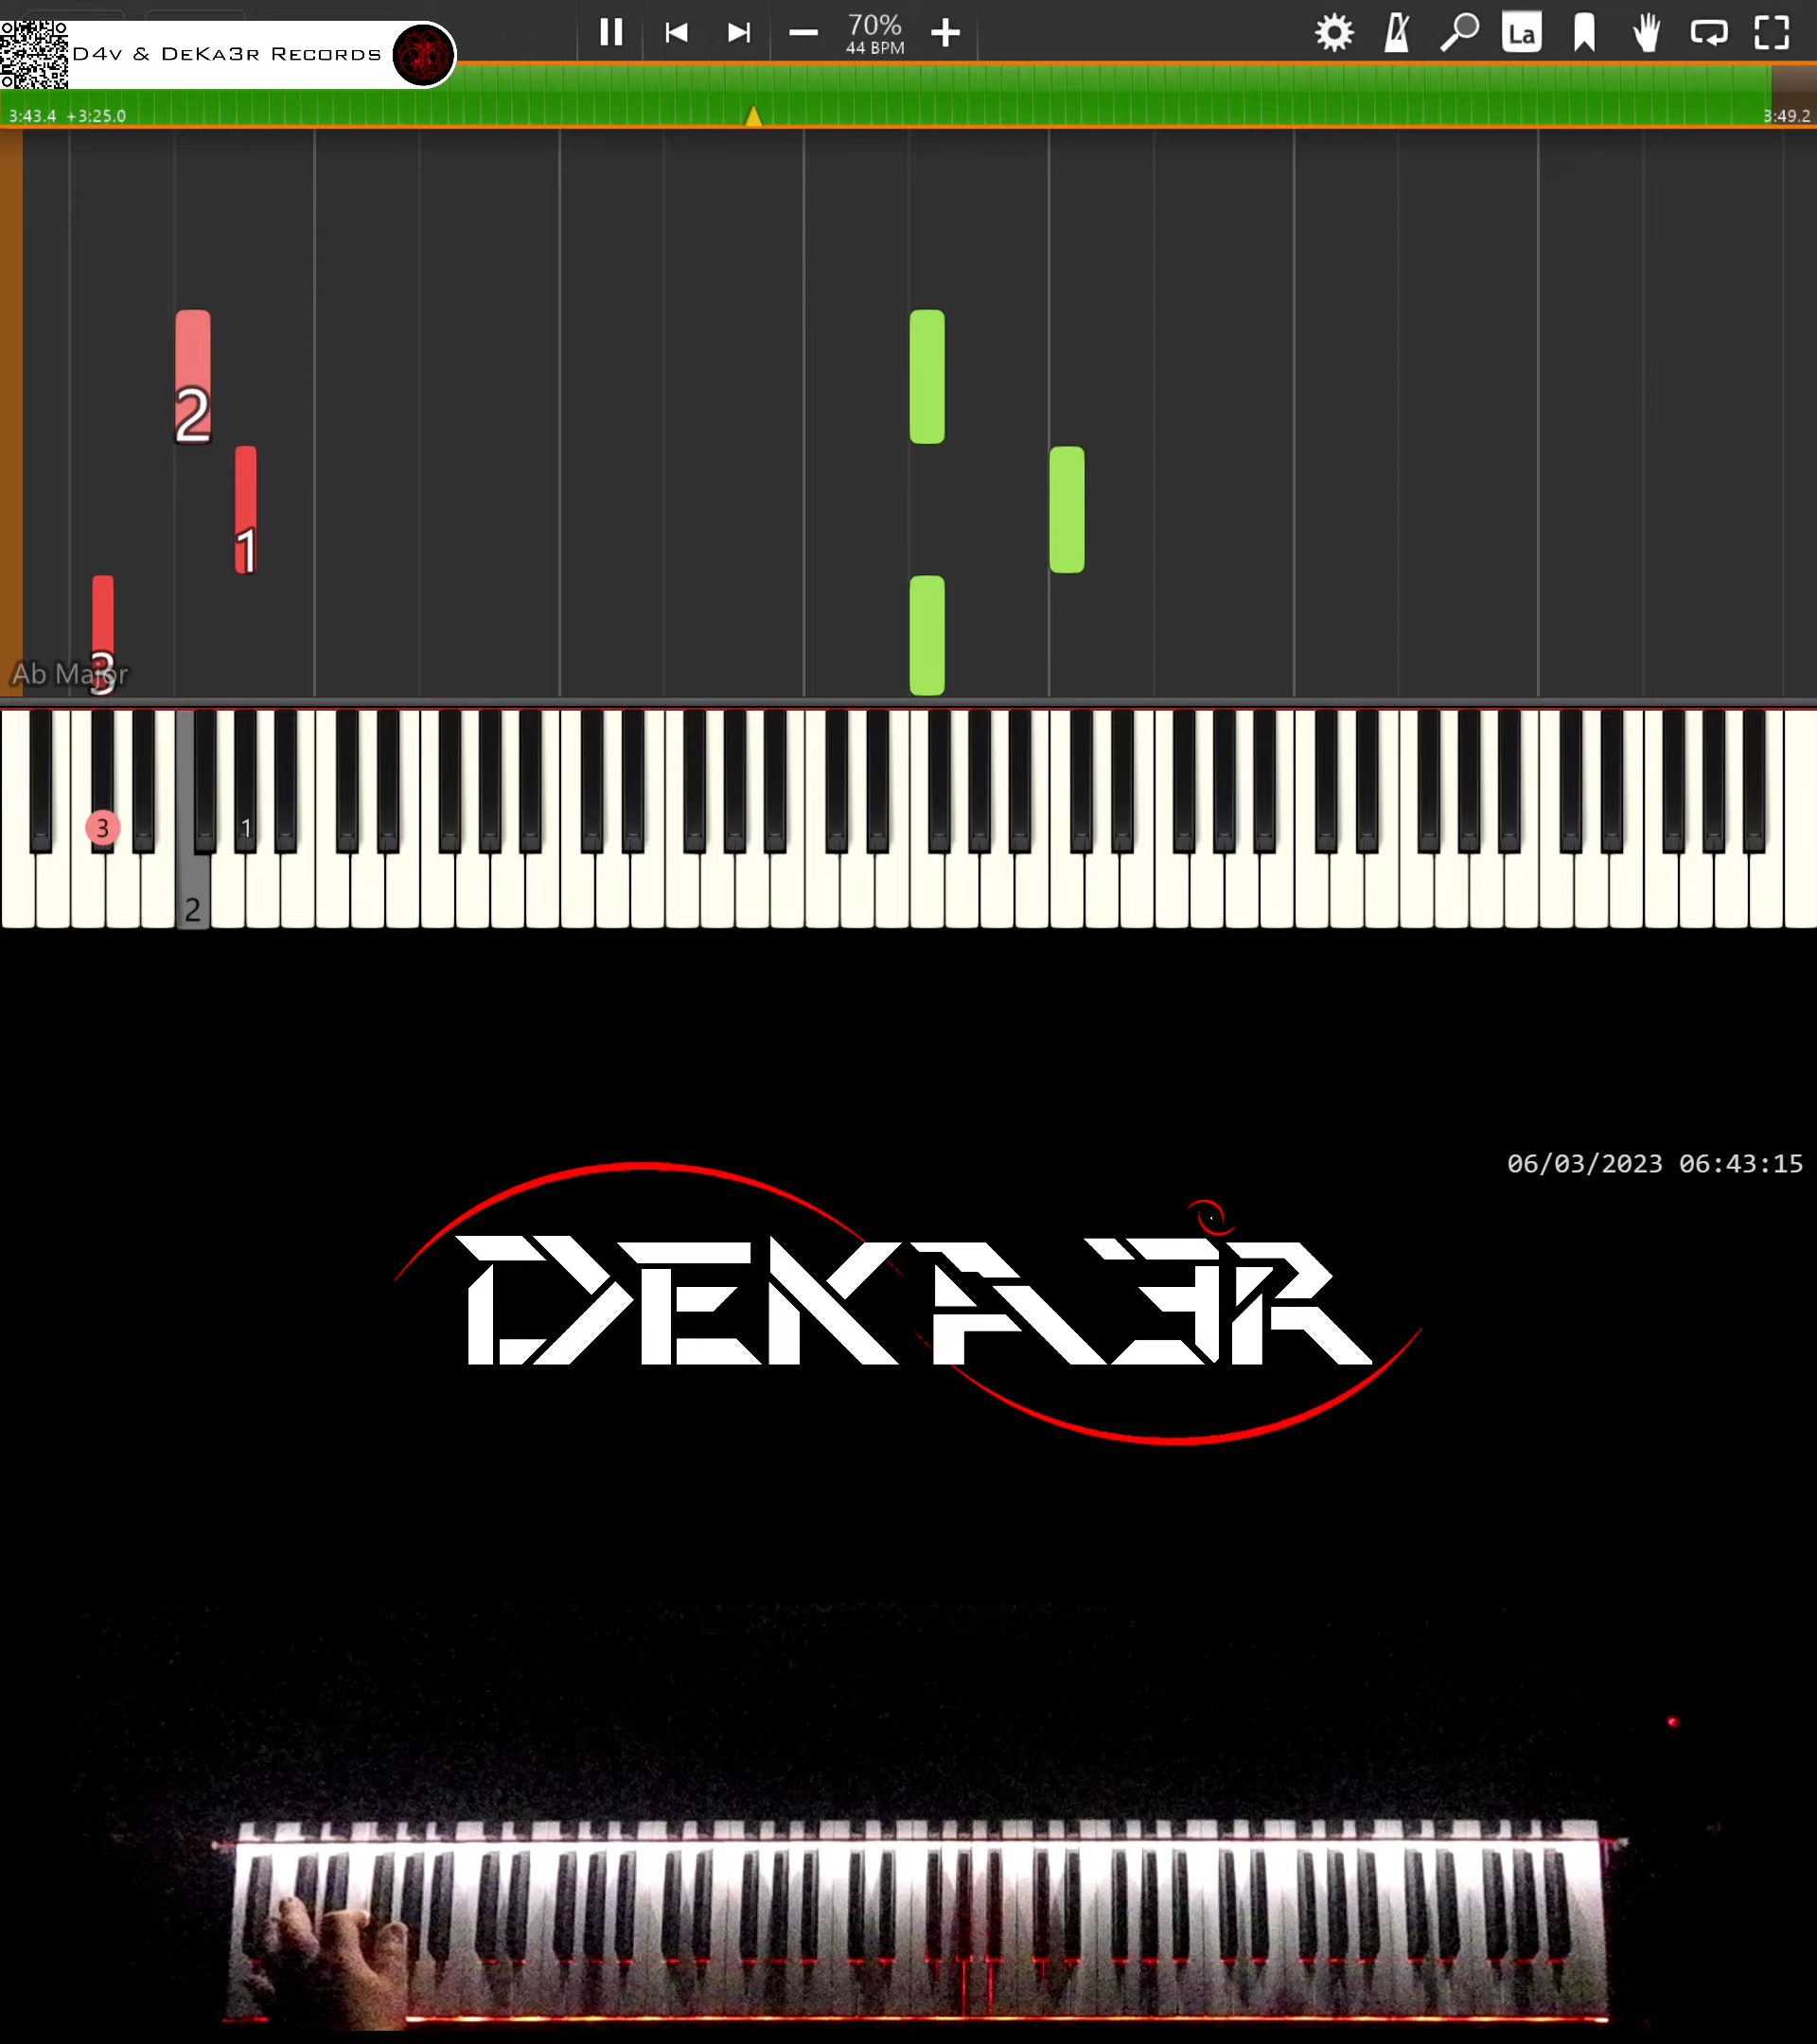 D4v & DeKa3r Records
70%
44 BPM
La
3:43.4 +3:25.0
3:49.2
2
1
3
Ab Major
3
1
2
06/03/2023 06:43:15
DEKA3R